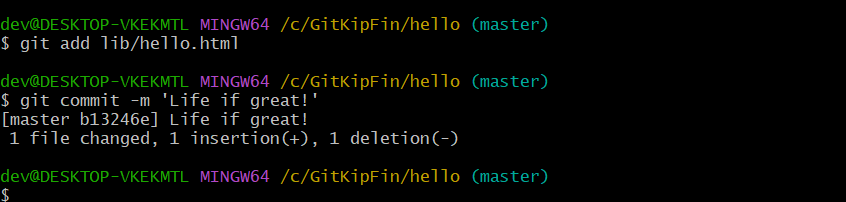 dev@DESKTOP-VKEKMTL MINGW64 /c/GitKipFin/hello (master)
$ git add lib/hello.html
dev@DESKTOP-VKEKMTL MINGW64 /c/GitKipFin/hello (master)
$ git commit -m 'Life if great!'
[master b13246e] Life if great!
 1 file changed, 1 insertion(+), 1 deletion(-)
dev@DESKTOP-VKEKMTL MINGW64 /c/GitKipFin/hello (master)
$